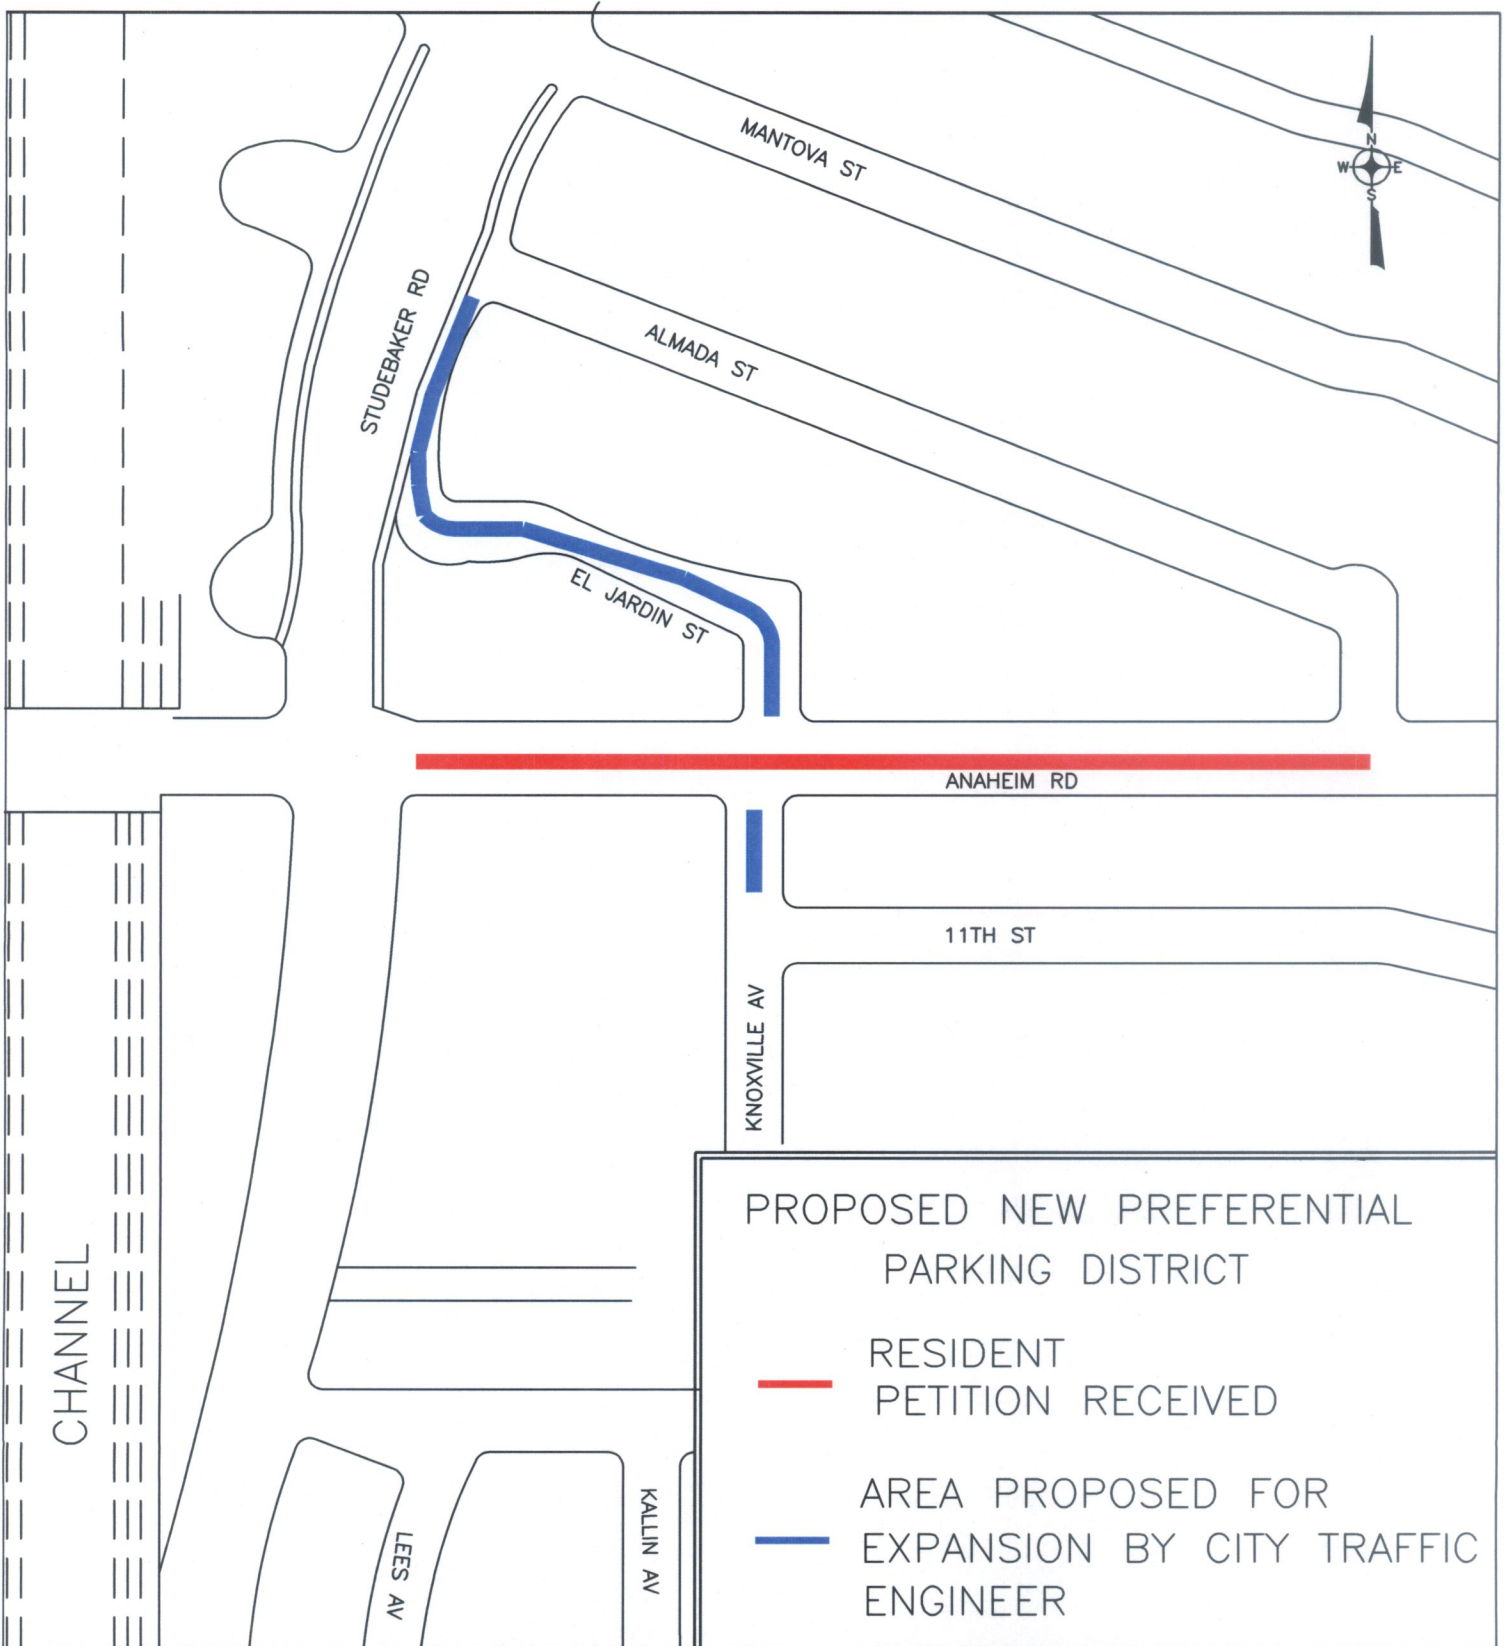 MANTOVA ST
N
W E
S
STUDEBAKER RD
ALMADA ST
EL JARDIN ST
ANAHEIM RD
11TH ST
KNOXVILLE AV
CHANNEL
LEES AV
KALLIN AV
PROPOSED NEW PREFERENTIAL
PARKING DISTRICT
RESIDENT
PETITION RECEIVED
AREA PROPOSED FOR
EXPANSION BY CITY TRAFFIC
ENGINEER